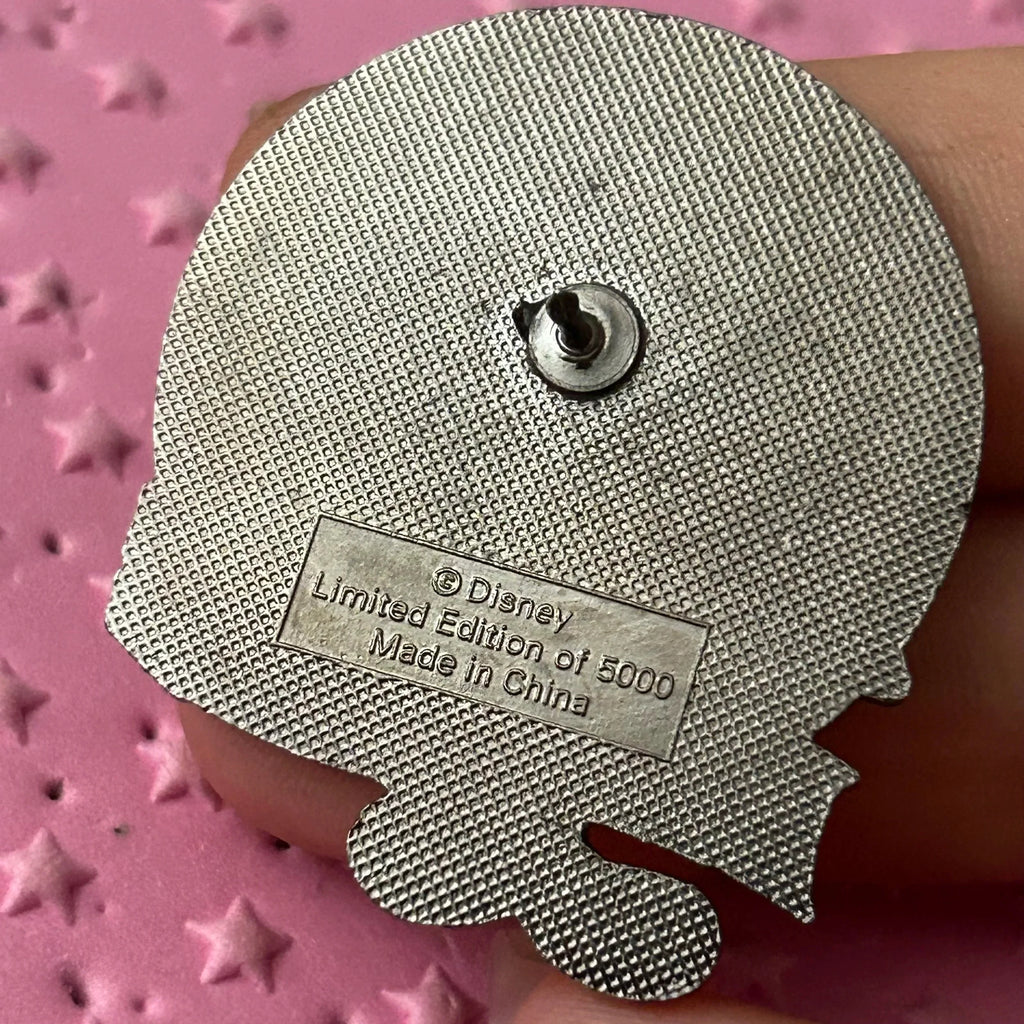 © Disney
Limited Edition of 5000
Made in China